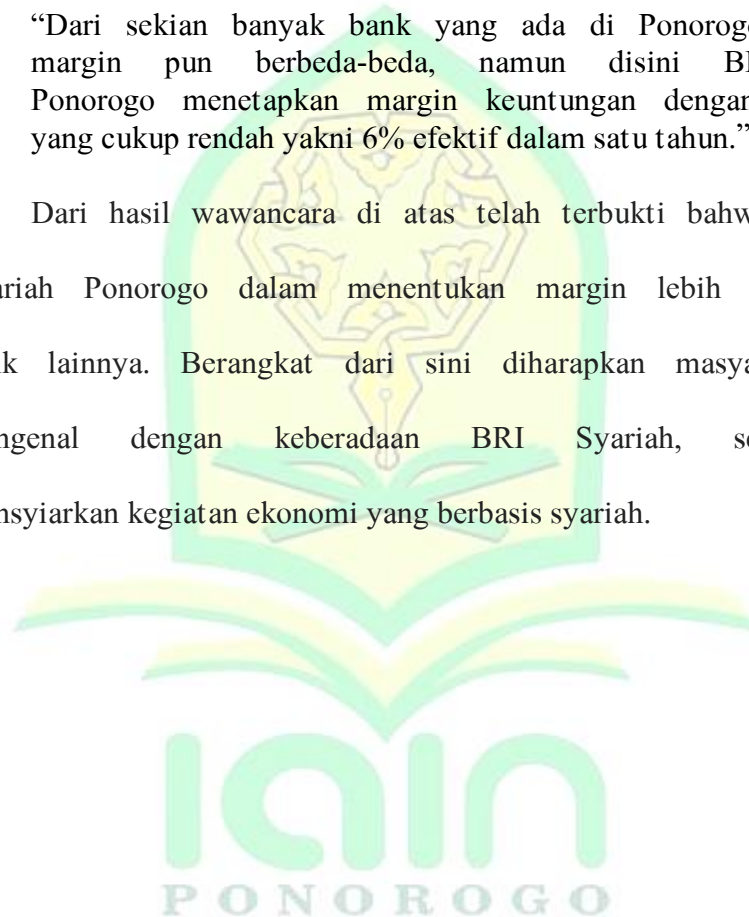 “Dari sekian banyak bank yang ada di Ponorogo
margin pun berbeda-beda, namun disini
Ponorogo menetapkan margin keuntungan dengan
yang cukup rendah yakni 6% efektif dalam satu tahun.”
Dari hasil wawancara di atas telah terbukti
Ponorogo dalam menentukan margin lebih
lainnya. Berangkat dari sini diharapkan
dengan keberadaan BRI Syariah,
kegiatan ekonomi yang berbasis syariah.
iain
PONOROGO